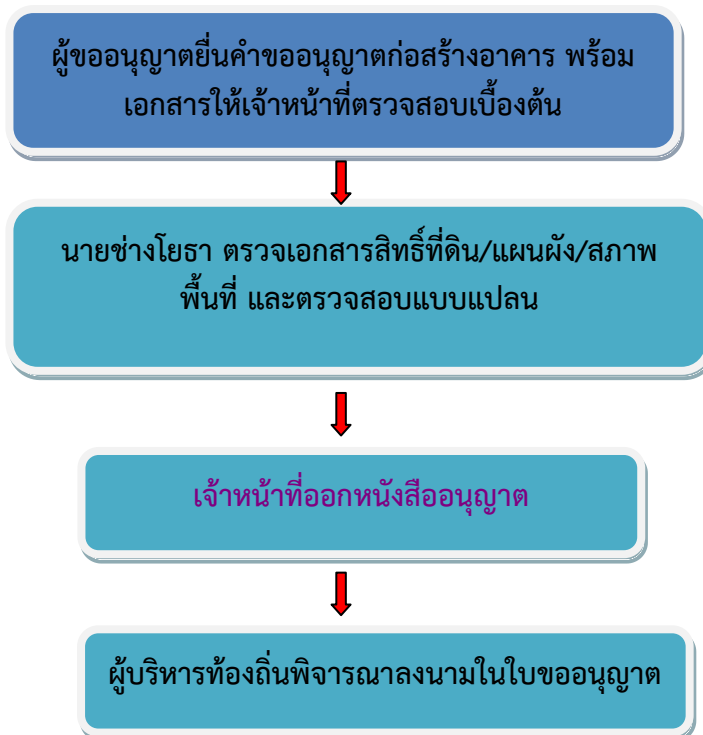 ผู้ขออนุญาตยื่นคำขออนุญาตก่อสร้างอาคาร พร้อม
เอกสารให้เจ้าหน้าที่ตรวจสอบเบื้องต้น
นายช่างโยธา ตรวจเอกสารสิทธิ์ที่ดิน/แผนผัง/สภาพ
พื้นที่ และตรวจสอบแบบแปลน
เจ้าหน้าที่ออกหนังสืออนุญาต
ผู้บริหารท้องถิ่นพิจารณาลงนามในใบขออนุญาต